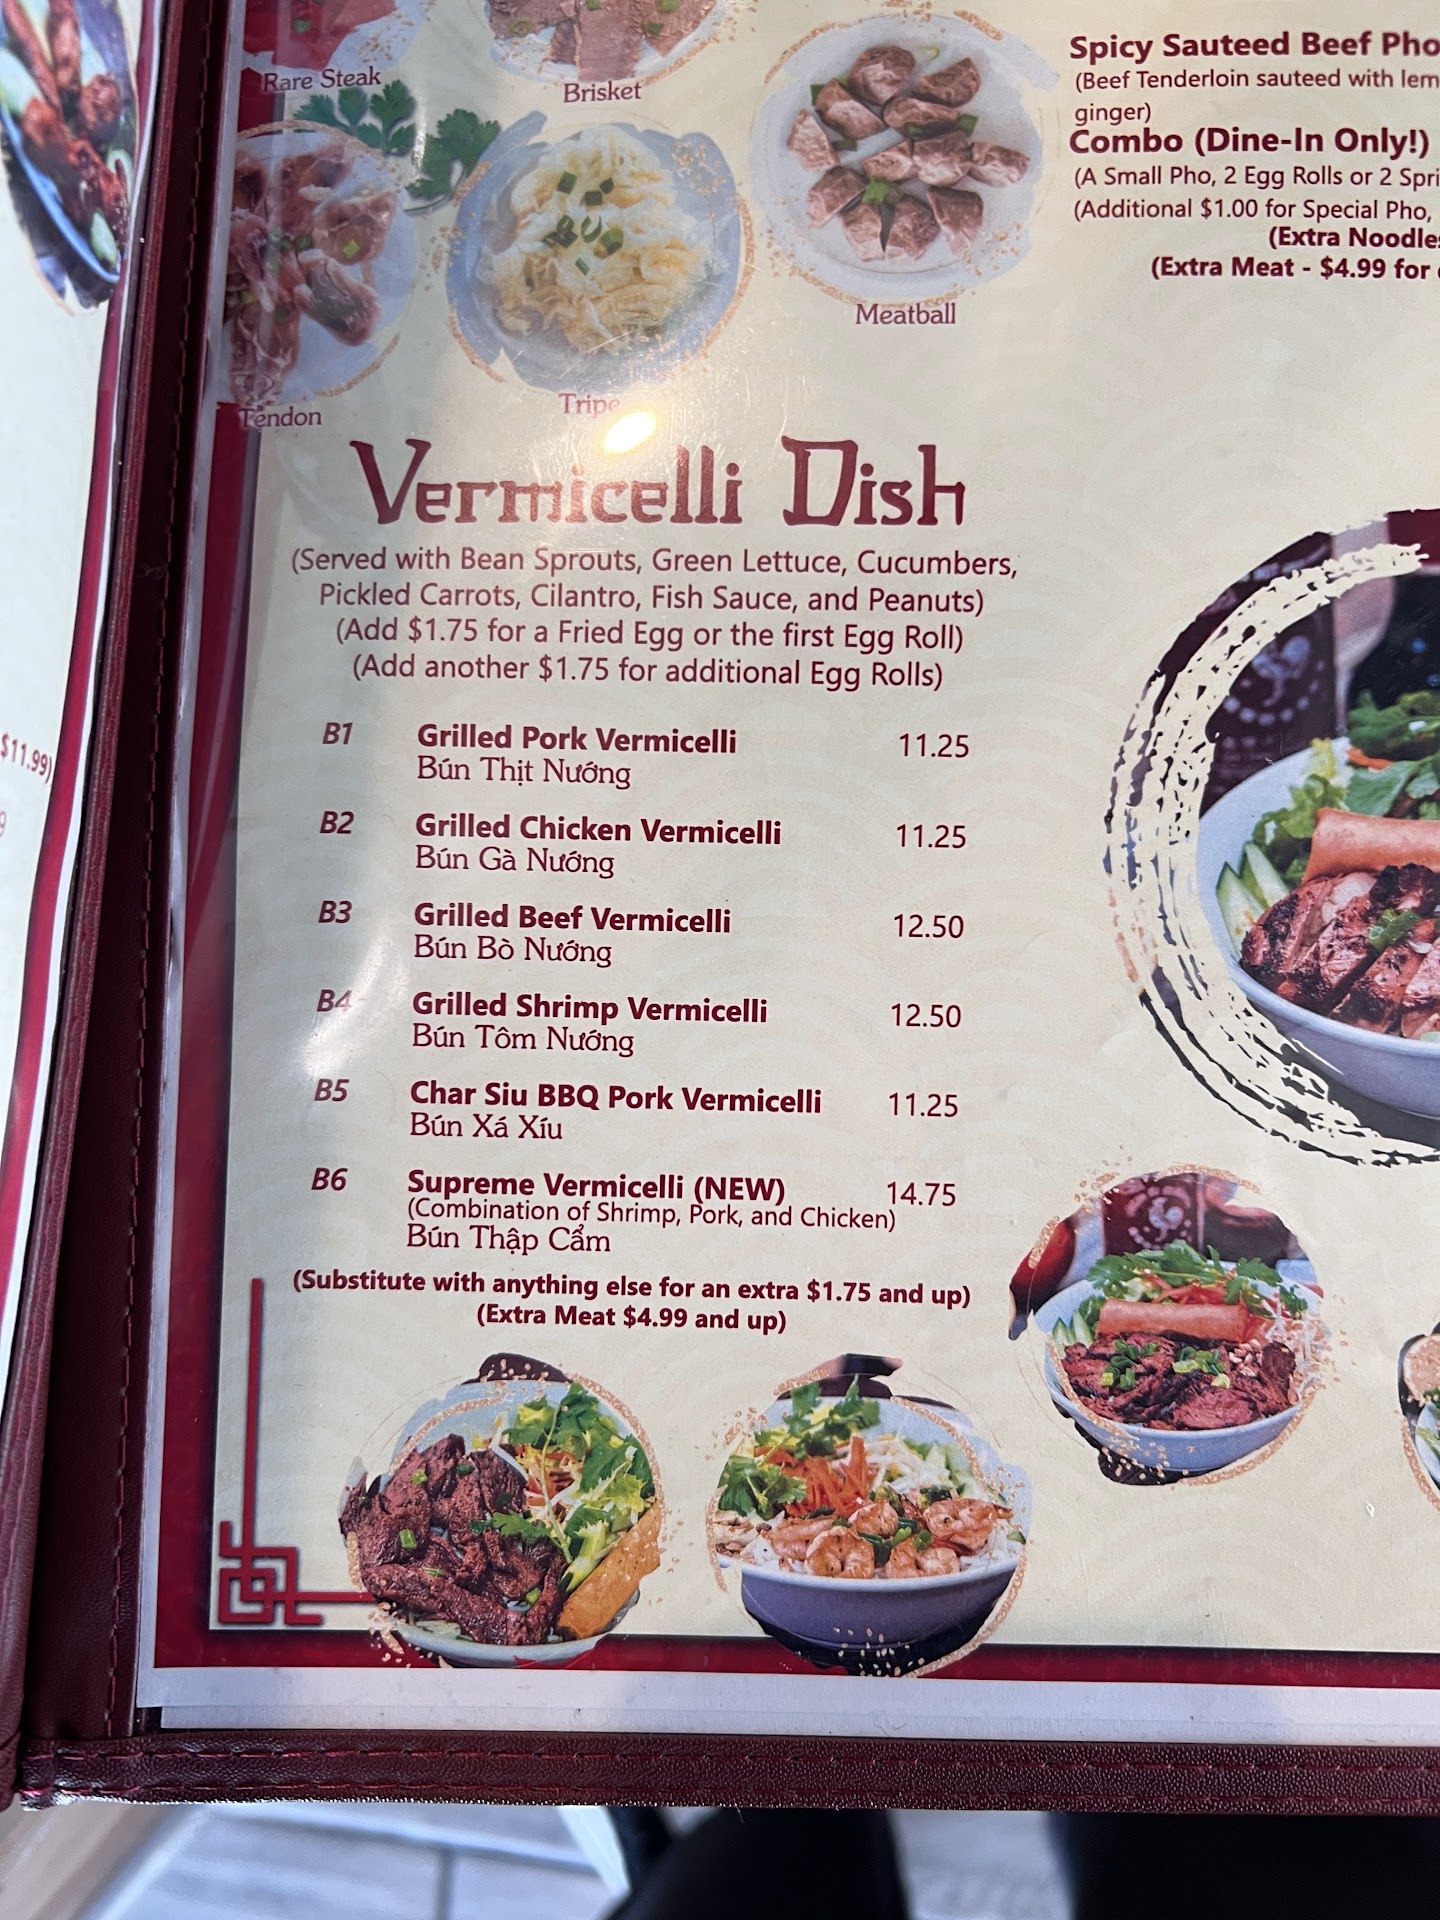 Rare Steak
Brisket
Tendon
Tripe
Meatball
Spicy Sauteed Beef Pho
(Beef Tenderloin sauteed with
ginger)
Combo (Dine-In Only!)
(A Small Pho, 2 Egg Rolls or 2
(Additional $1.00 for Special Pho,
(Extra Noodles
(Extra Meat - $4.99 for
$11.99)
Vermicelli Dish
(Served with Bean Sprouts, Green Lettuce, Cucumbers,
Pickled Carrots, Cilantro, Fish Sauce, and Peanuts)
(Add $1.75 for a Fried Egg or the first Egg Roll)
(Add another $1.75 for additional Egg Rolls)
B1 Grilled Pork Vermicelli 11.25
Bún Thịt Nướng
B2 Grilled Chicken Vermicelli 11.25
Bún Gà Nướng
B3 Grilled Beef Vermicelli 12.50
Bún Bò Nướng
B4 Grilled Shrimp Vermicelli 12.50
Bún Tôm Nướng
B5 Char Siu BBQ Pork Vermicelli 11.25
Bún Xá Xíu
B6 Supreme Vermicelli (NEW) 14.75
(Combination of Shrimp, Pork, and Chicken)
Bún Thập Cẩm
(Substitute with anything else for an extra $1.75 and up)
(Extra Meat $4.99 and up)